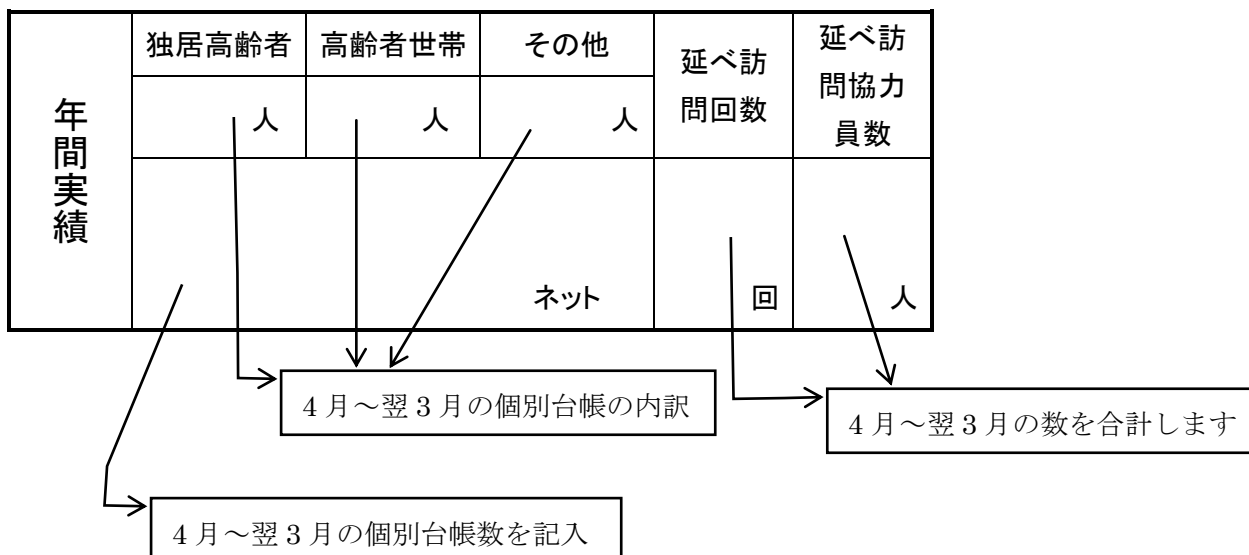 年間実績
独居高齢者
高齢者世帯
その他
延べ訪
問回数
延べ訪
問協力
員数
人
人
人
ネット
回
人
4月～翌3月の個別台帳の内訳
4月～翌3月の数を合計します
4月～翌3月の個別台帳数を記入